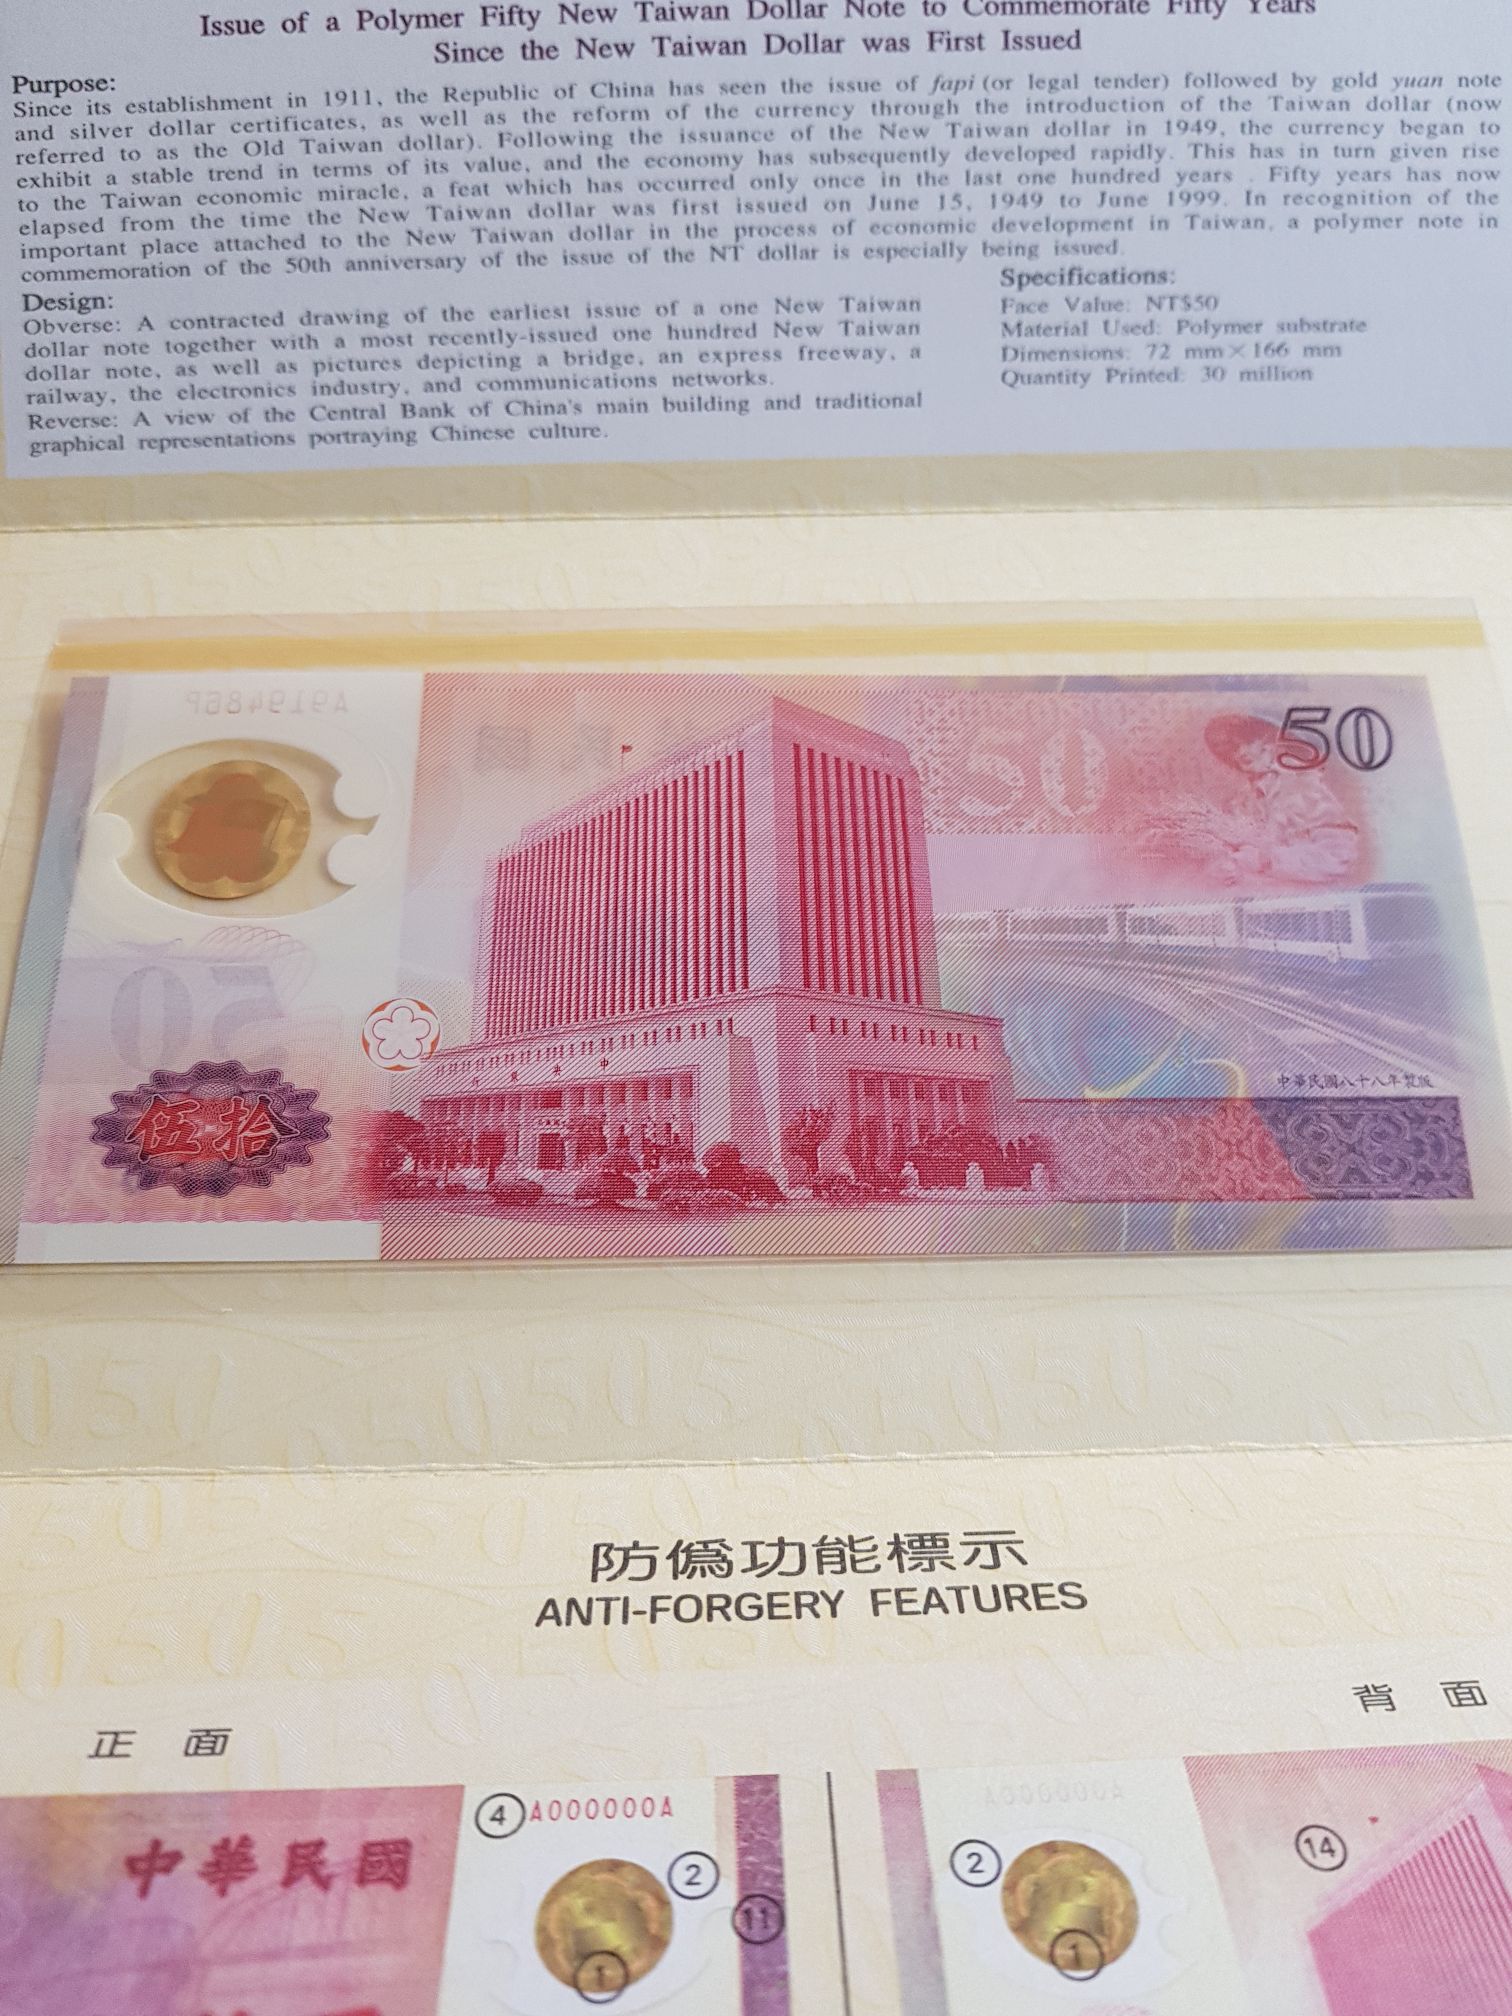 Issue of a Polymer Fifty New Taiwan Dollar Note to Commemorate Fifty Years
Since the New Taiwan Dollar was First Issued
Purpose:
Since its establishment in 1911, the Republic of China has seen the issue of fapi (or legal tender) followed by gold yuan note
and silver dollar certificates, as well as the reform of the currency through the introduction of the Taiwan dollar (now
referred to as the Old Taiwan dollar). Following the issuance of the New Taiwan dollar in 1949, the currency began to
exhibit a stable trend in terms of its value, and the economy has subsequently developed rapidly. This has in turn given rise
to the Taiwan economic miracle, a feat which has occurred only once in the last one hundred years . Fifty years has now
elapsed from the time the New Taiwan dollar was first issued on June 15, 1949 to June 1999. In recognition of the
important place attached to the New Taiwan dollar in the process of economic development in Taiwan, a polymer note in
commemoration of the 50th anniversary of the issue of the NT dollar is especially being issued.
Design:
Obverse: A contracted drawing of the earliest issue of a one New Taiwan
dollar note together with a most recently-issued one hundred New Taiwan
dollar note, as well as pictures depicting a bridge, an express freeway, a
railway, the electronics industry, and communications networks.
Reverse: A view of the Central Bank of China's main building and traditional
graphical representations portraying Chinese culture.
Specifications:
Face Value: NT$50
Material Used: Polymer substrate
Dimensions: 72 mm×166 mm
Quantity Printed: 30 million
A919486P
50
50
50
行 銀 央 中
伍拾
中華民國八十八年製版
防偽功能標示
ANTI-FORGERY FEATURES
正 面
背 面
中華民國
4 A000000A
2
11
1
A000000A
2
1
14